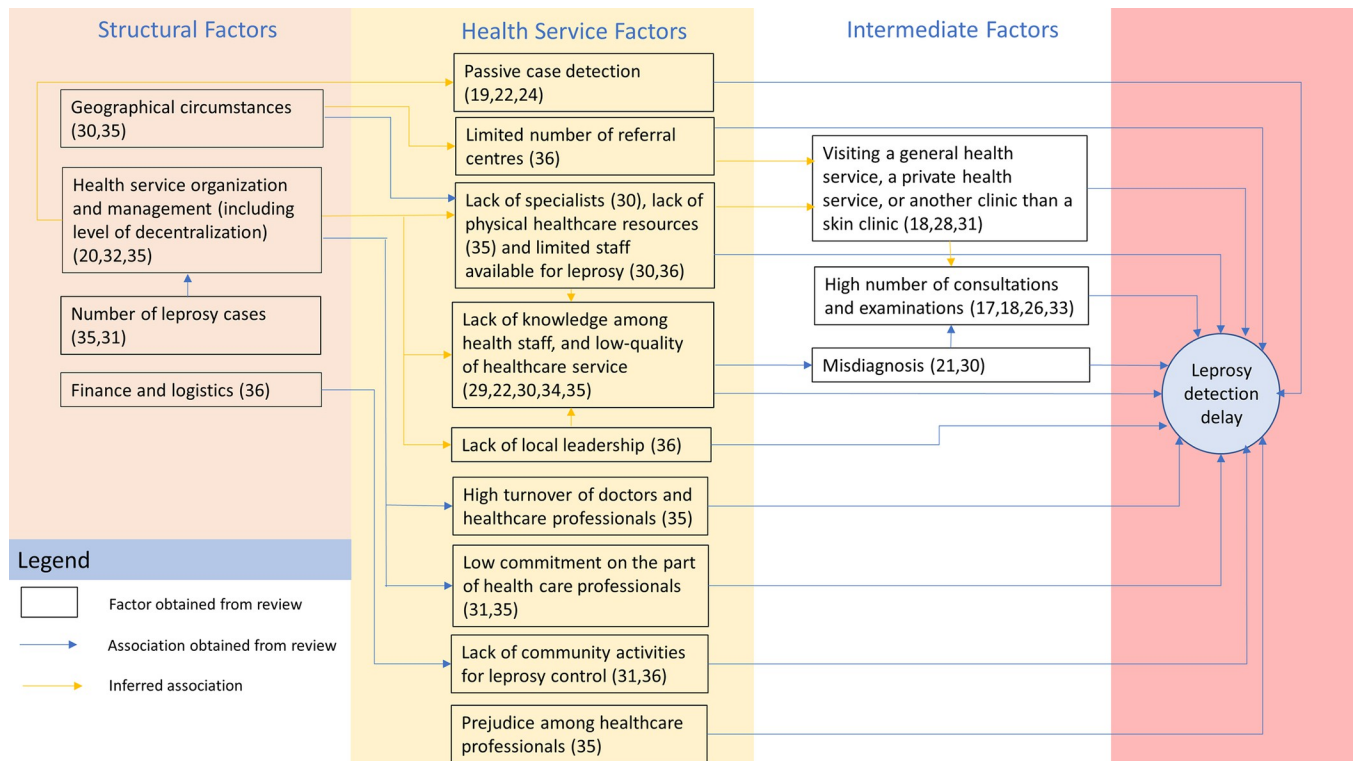 Structural Factors
Geographical circumstances
(30,35)
Health service organization
and management (including
level of decentralization)
(20,32,35)
Number of leprosy cases
(35,31)
Finance and logistics (36)
Legend
Factor obtained from review
Association obtained from review
Inferred association
Health Service Factors
Passive case detection
(19,22,24)
Limited number of referral
centres (36)
Lack of specialists (30), lack of
physical healthcare resources
(35) and limited staff
available for leprosy (30,36)
Lack of knowledge among
health staff, and low-quality
of healthcare service
(29,22,30,34,35)
Lack of local leadership (36)
High turnover of doctors and
healthcare professionals (35)
Low commitment on the part
of health care professionals
(31,35)
Lack of community activities
for leprosy control (31,36)
Prejudice among healthcare
professionals (35)
Intermediate Factors
Visiting a general health
service, a private health
service, or another clinic than a
skin clinic (18,28,31)
High number of consultations
and examinations (17,18,26,33)
Misdiagnosis (21,30)
Leprosy
detection
delay